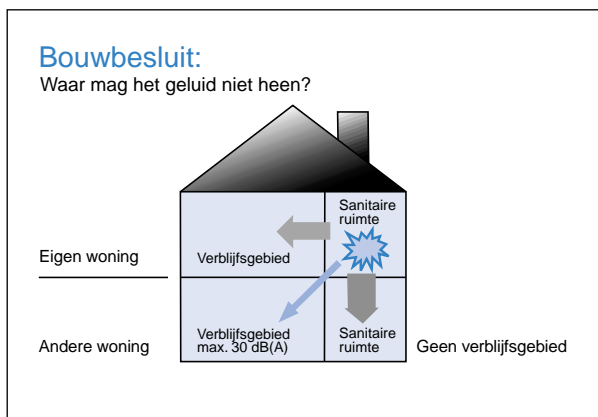 Bouwbesluit:
Waar mag het geluid niet heen?
Sanitaire
ruimte
Eigen woning
Verblijfsgebied
Andere woning
Verblijfsgebied
max. 30 dB(A)
Sanitaire
ruimte
Geen verblijfsgebied